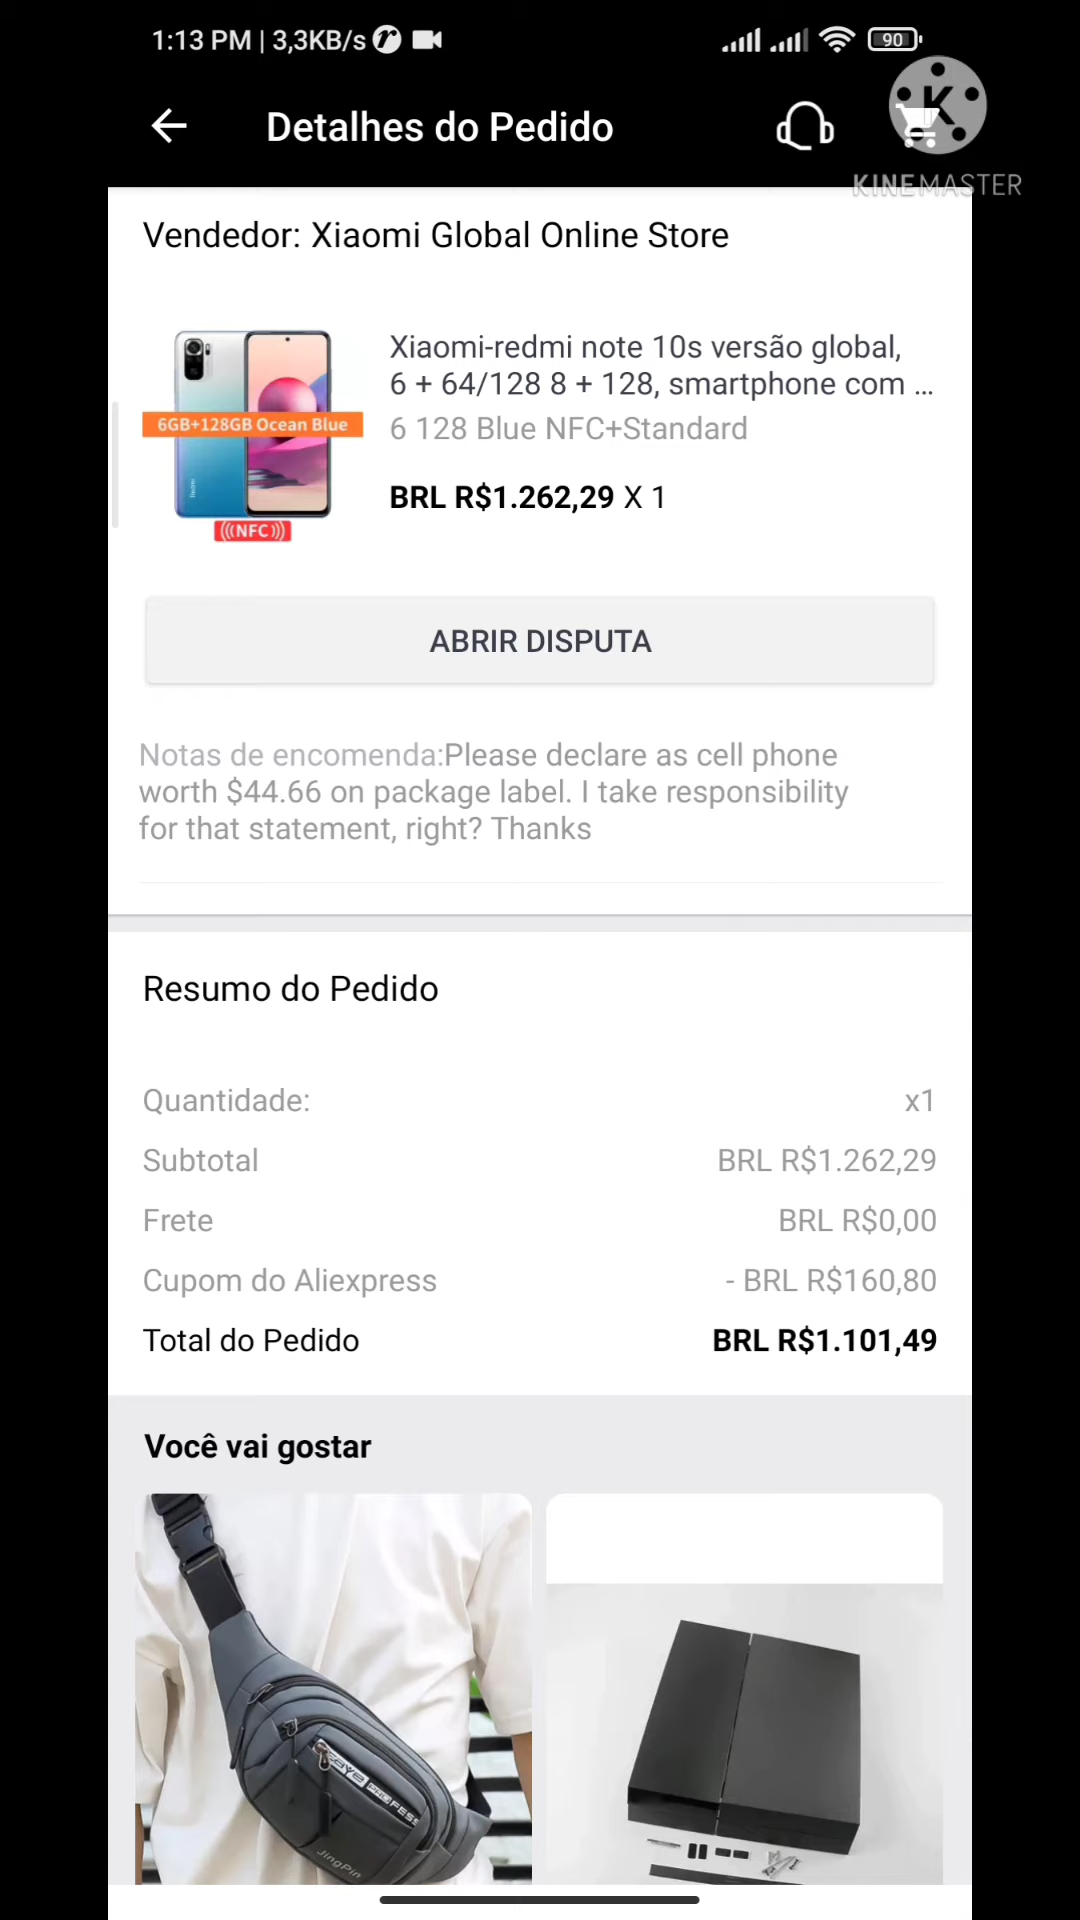 1:13 PM | 3,3KB/s
90
Detalhes do Pedido
K
KINEMASTER
Vendedor: Xiaomi Global Online Store
Xiaomi-redmi note 10s versão global,
6 + 64/128 8 + 128, smartphone com ...
6GB+128GB Ocean Blue
6 128 Blue NFC+Standard
Redmi
BRL R$1.262,29 X 1
(((NFC)))
ABRIR DISPUTA
Notas de encomenda:Please declare as cell phone
worth $44.66 on package label. I take responsibility
for that statement, right? Thanks
Resumo do Pedido
Quantidade: x1
Subtotal BRL R$1.262,29
Frete BRL R$0,00
Cupom do Aliexpress - BRL R$160,80
Total do Pedido BRL R$1.101,49
Você vai gostar
JingPin